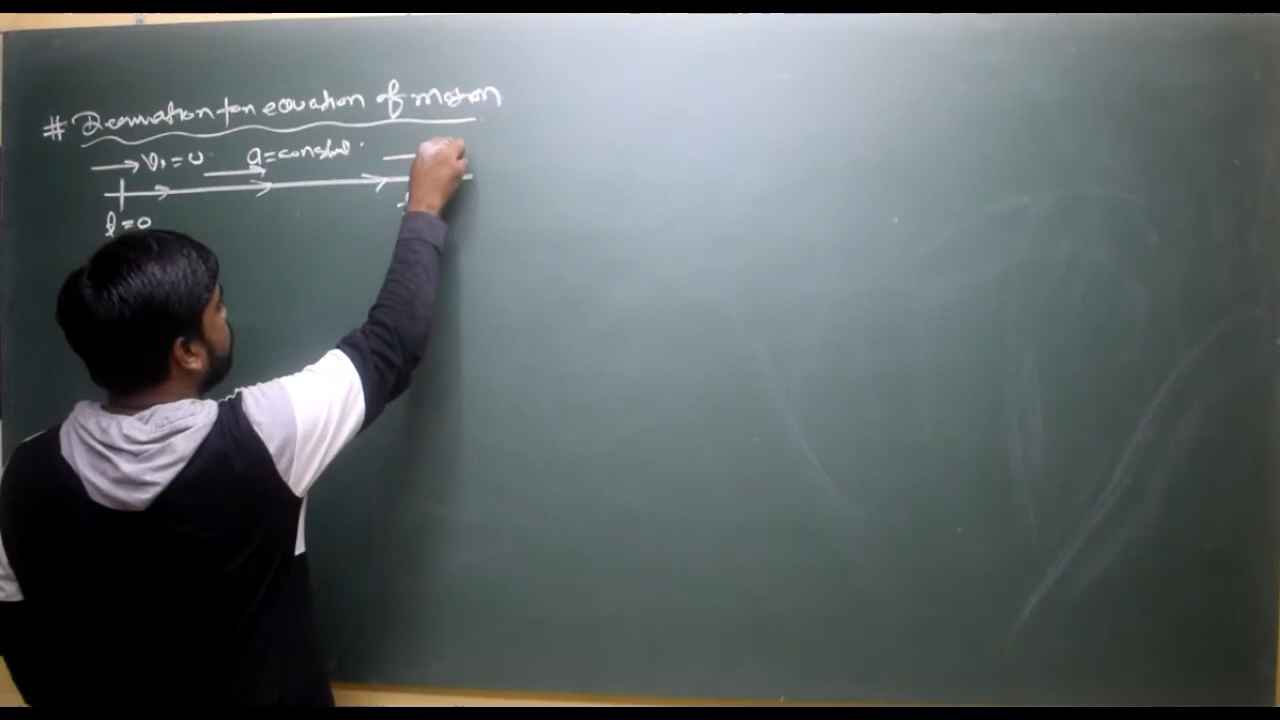 # Derivation for equation of motion
v₁ = u a = constant
t = 0